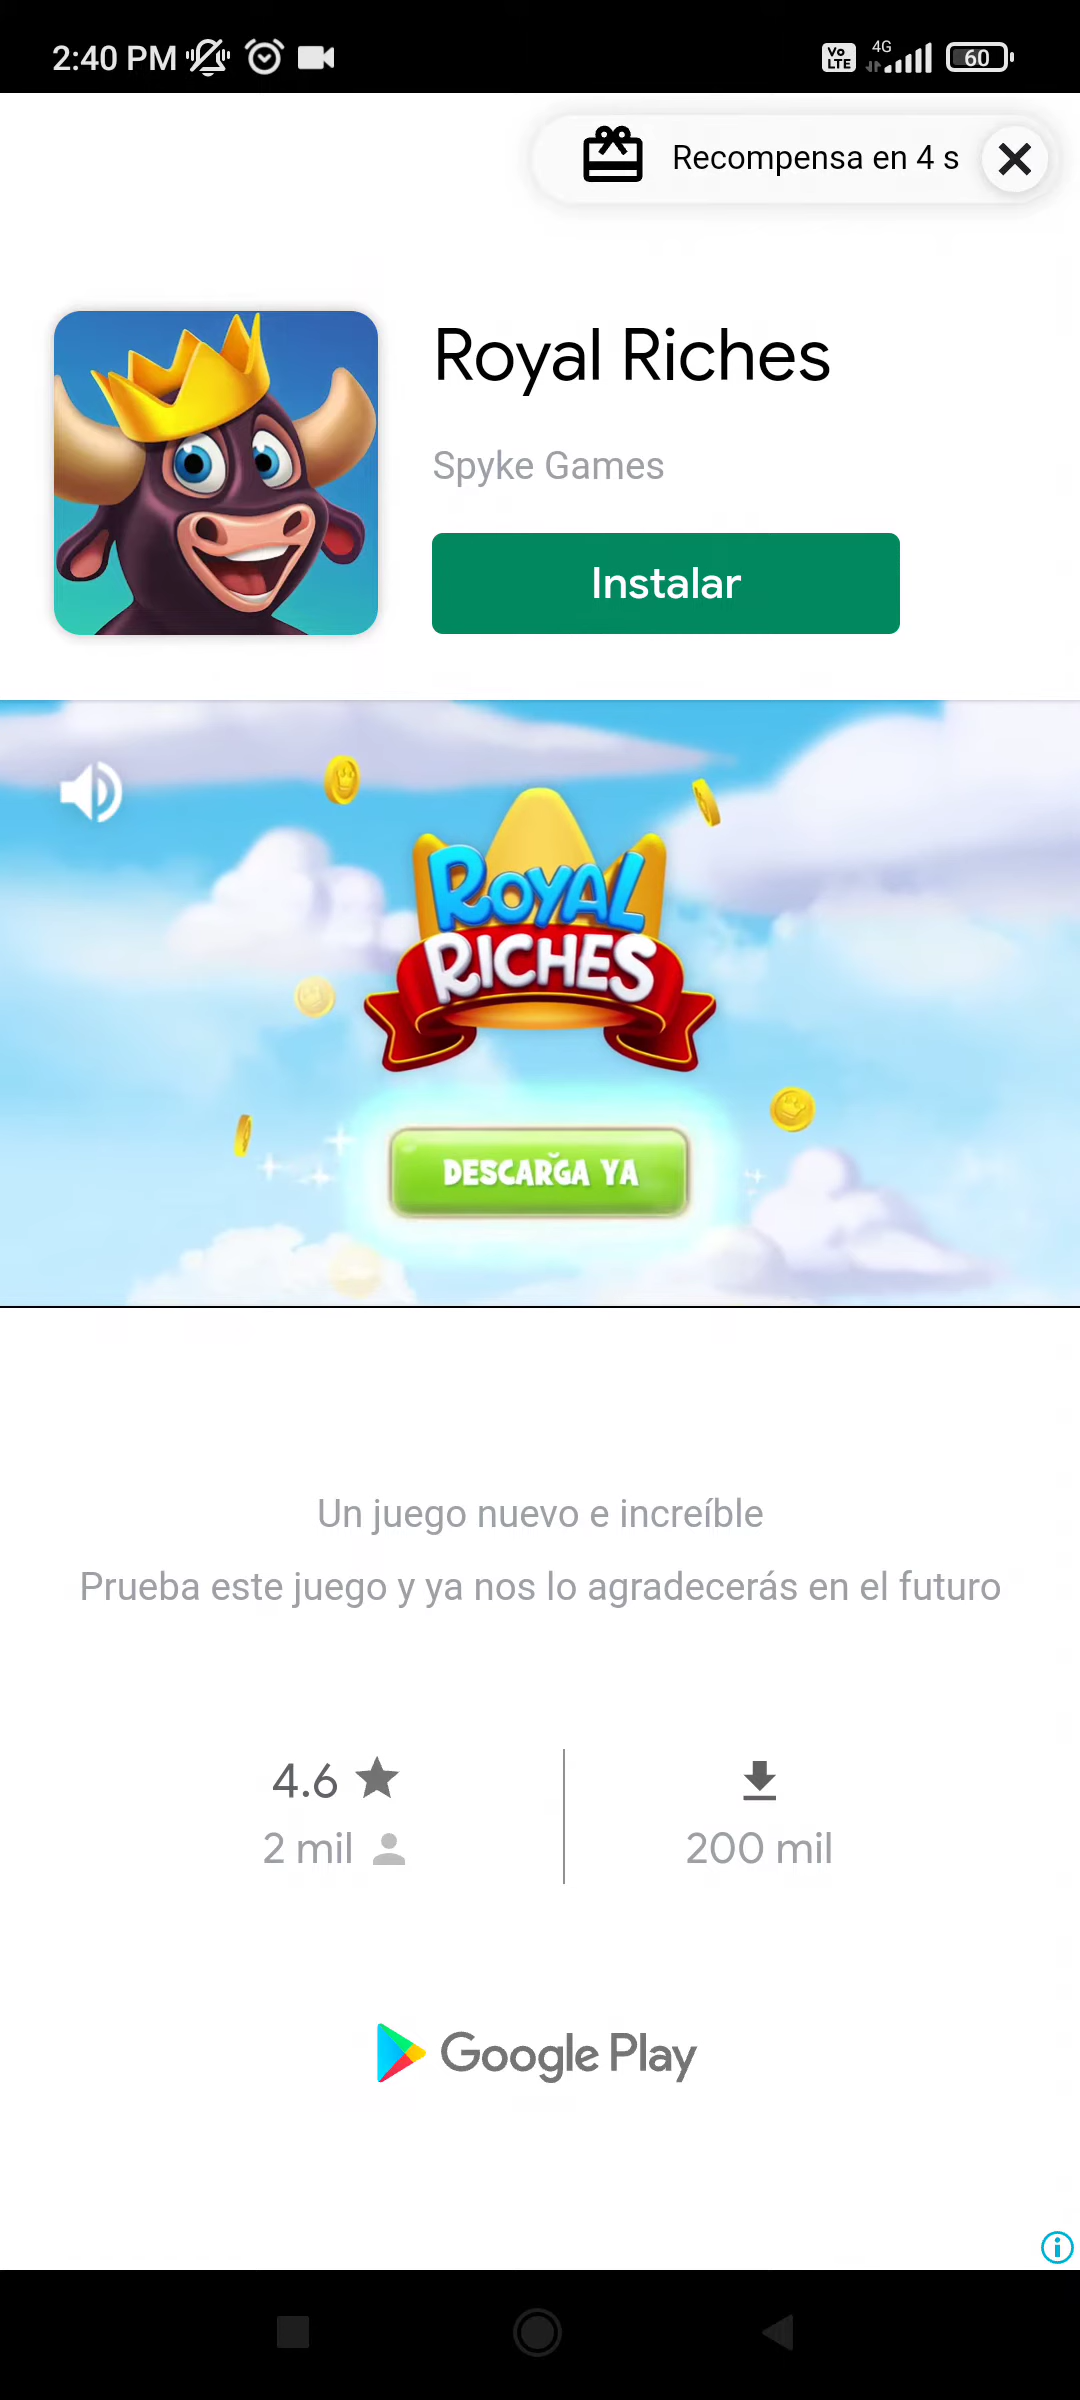 2:40 PM
Vo LTE
4G
60
Recompensa en 4 s
Royal Riches
Spyke Games
Instalar
ROYAL
RICHES
DESCARGA YA
Un juego nuevo e increíble
Prueba este juego y ya nos lo agradecerás en el futuro
4.6
2 mil
200 mil
Google Play